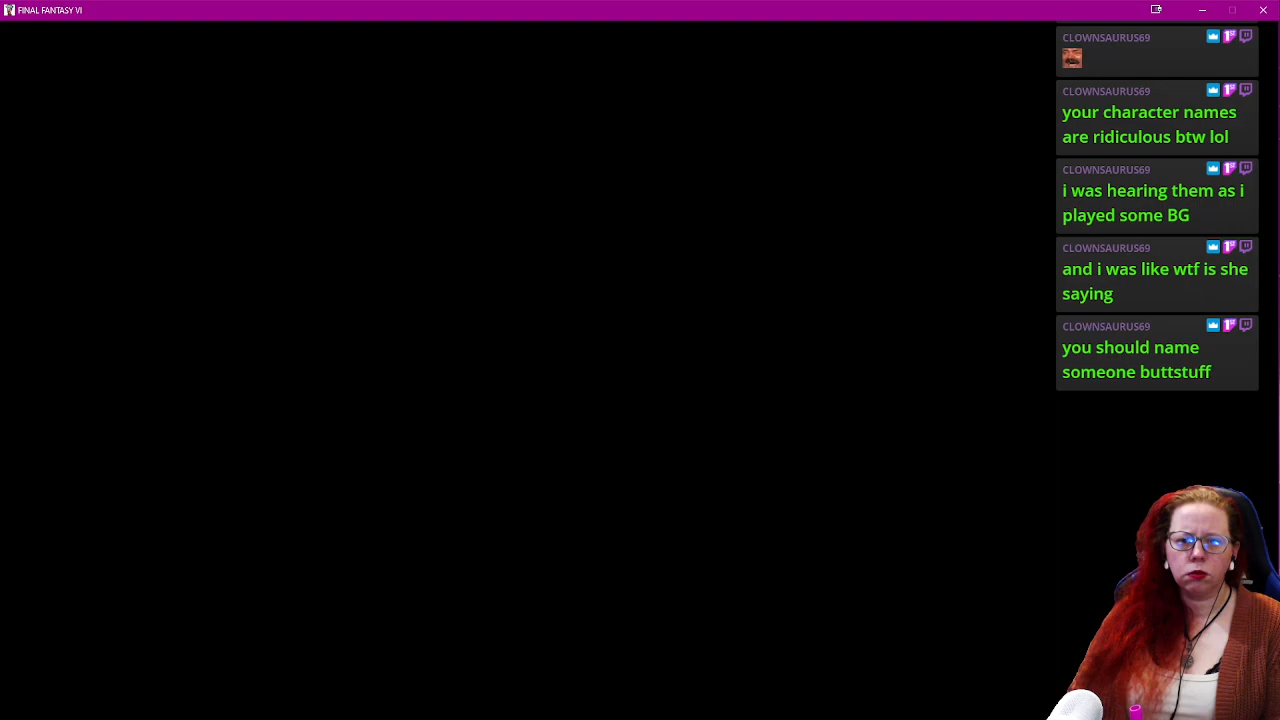 FINAL FANTASY VI
CLOWNSAURUS69
CLOWNSAURUS69
your character names
are ridiculous btw lol
CLOWNSAURUS69
i was hearing them as i
played some BG
CLOWNSAURUS69
and i was like wtf is she
saying
CLOWNSAURUS69
you should name
someone buttstuff